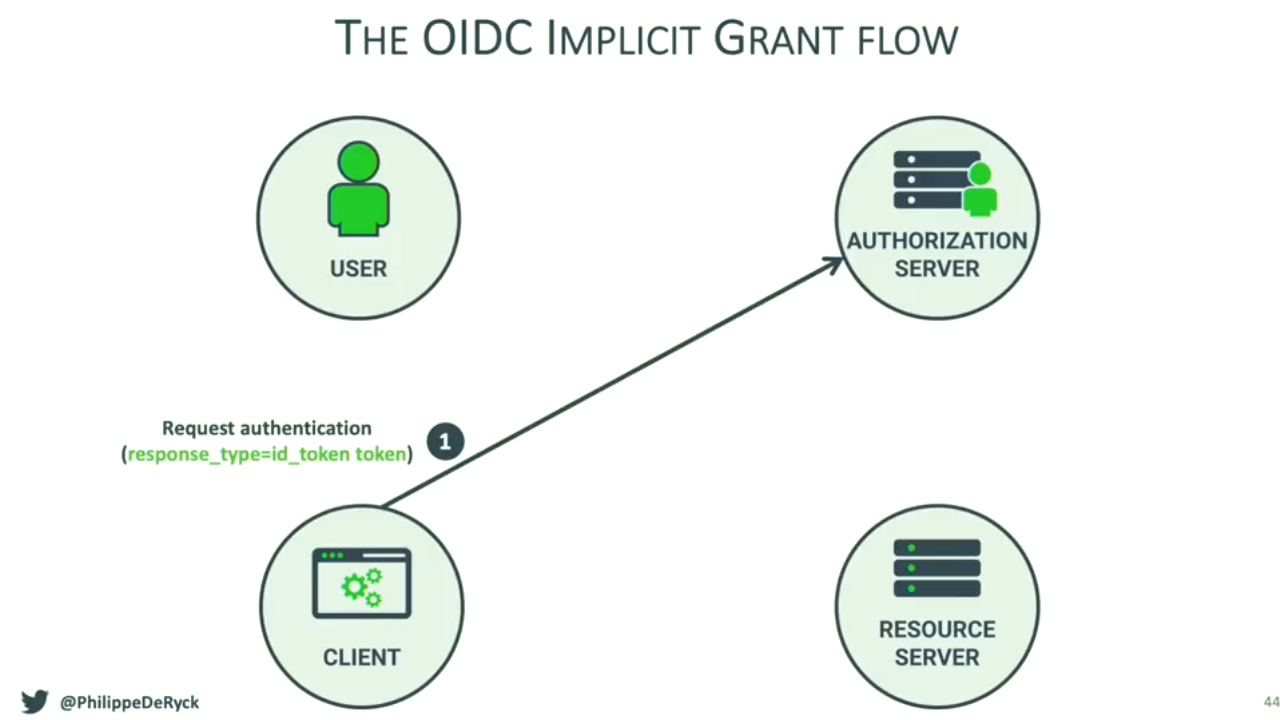 THE OIDC IMPLICIT GRANT FLOW
USER
AUTHORIZATION
SERVER
Request authentication
(response_type=id_token token)
1
CLIENT
RESOURCE
SERVER
@PhilippeDeRyck
44